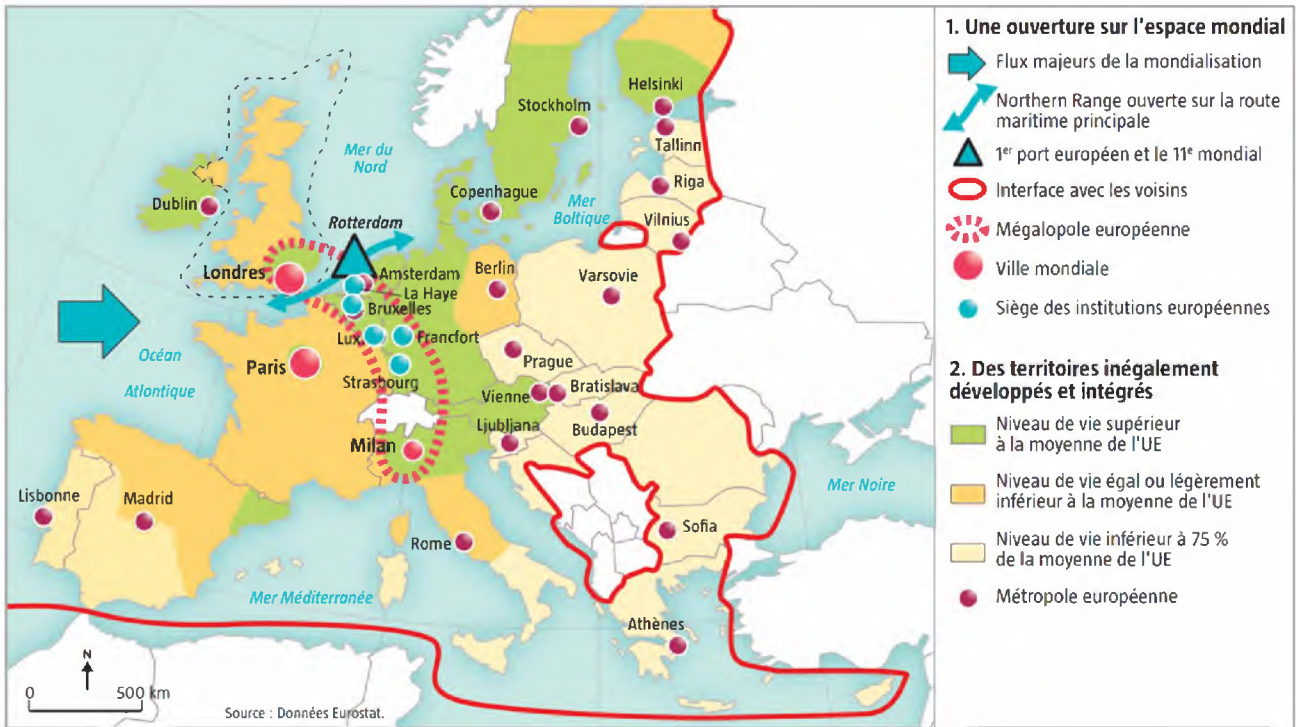 Helsinki
Stockholm
Tallinn
Mer du
Nord
Riga
Copenhague
Mer
Boltique
Dublin
Vilnius
Rotterdam
Londres
Amsterdam
Berlin
Varsovie
La Haye
Bruxelles
Lux.
Francfort
Océan
Atlantique
Paris
Prague
Strasbourg
Vienne
Bratislava
Ljubljana
Budapest
Milan
Mer Noire
Lisbonne
Madrid
Sofia
Rome
Mer Méditerranée
Athènes
N
0 500 km
Source : Données Eurostat.
1. Une ouverture sur l'espace mondial
Flux majeurs de la mondialisation
Northern Range ouverte sur la route
maritime principale
1er port européen et le 11e mondial
Interface avec les voisins
Mégalopole européenne
Ville mondiale
Siège des institutions européennes
2. Des territoires inégalement
développés et intégrés
Niveau de vie supérieur
à la moyenne de l'UE
Niveau de vie égal ou légèrement
inférieur à la moyenne de l'UE
Niveau de vie inférieur à 75 %
de la moyenne de l'UE
Métropole européenne